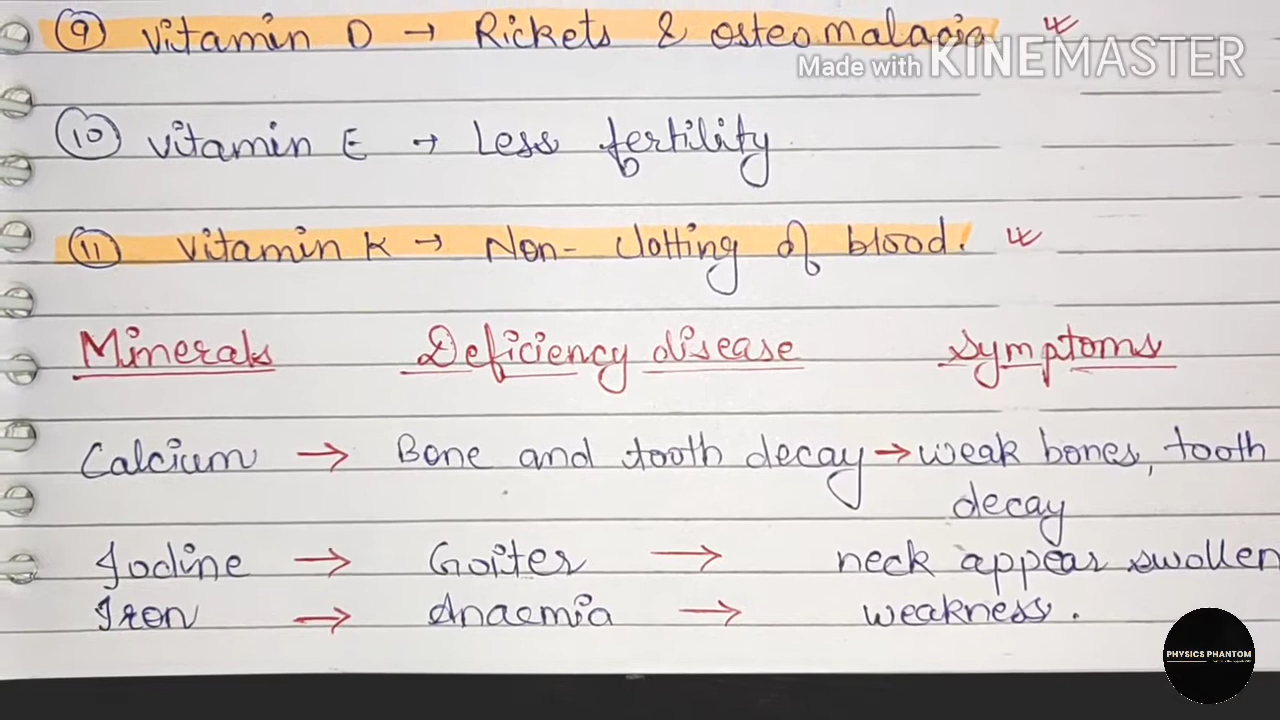 9 Vitamin D → Rickets & osteomalacia
Made with KINEMASTER
10 Vitamin E → Less fertility
11 Vitamin K → Non- Clotting of blood.
Minerals Deficiency disease Symptoms
Calcium → Bone and tooth decay → weak bones, tooth
decay
Iodine → Goiter → neck appear swollen
Iron → Anaemia → weakness.
PHYSICS PHANTOM